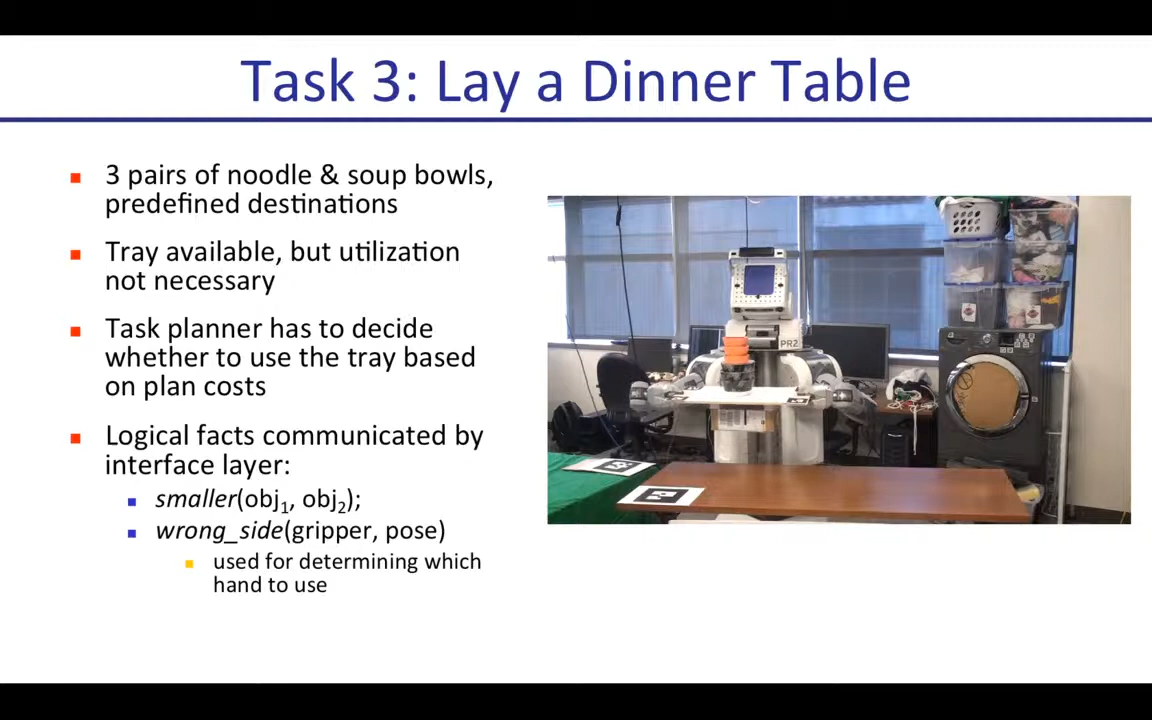 Task 3: Lay a Dinner Table
3 pairs of noodle & soup bowls,
predefined destinations
Tray available, but utilization
not necessary
Task planner has to decide
whether to use the tray based
on plan costs
Logical facts communicated by
interface layer:
smaller(obj1, obj2);
wrong_side(gripper, pose)
used for determining which
hand to use
PR2